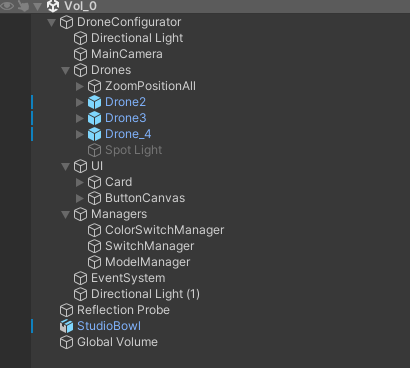 Vol_0
DroneConfigurator
Directional Light
MainCamera
Drones
ZoomPositionAll
Drone2
Drone3
Drone_4
Spot Light
UI
Card
ButtonCanvas
Managers
ColorSwitchManager
SwitchManager
ModelManager
EventSystem
Directional Light (1)
Reflection Probe
StudioBowl
Global Volume